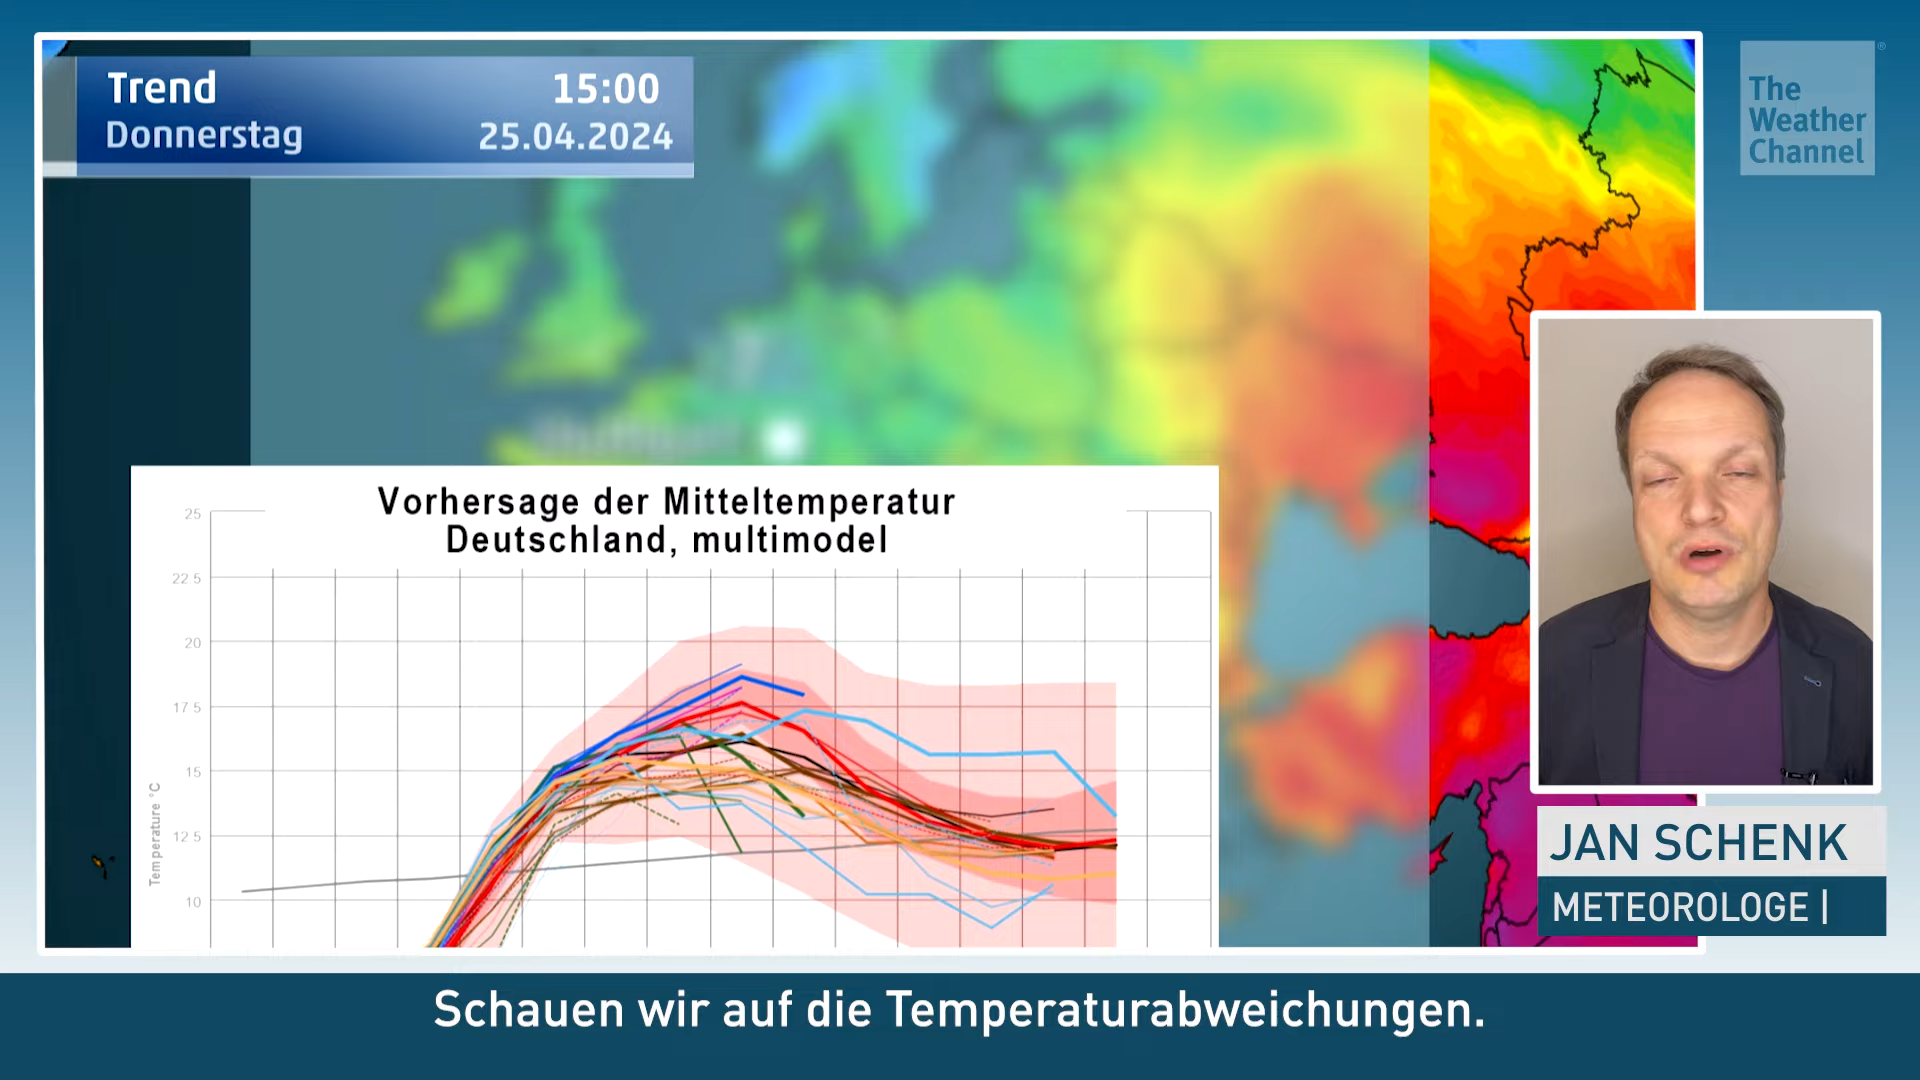 Trend
15:00
Donnerstag
25.04.2024
The
Weather
Channel
®
Vorhersage der Mitteltemperatur
Deutschland, multimodel
25
22.5
20
17.5
15
12.5
10
Temperature °C
JAN SCHENK
METEOROLOGE |
Schauen wir auf die Temperaturabweichungen.